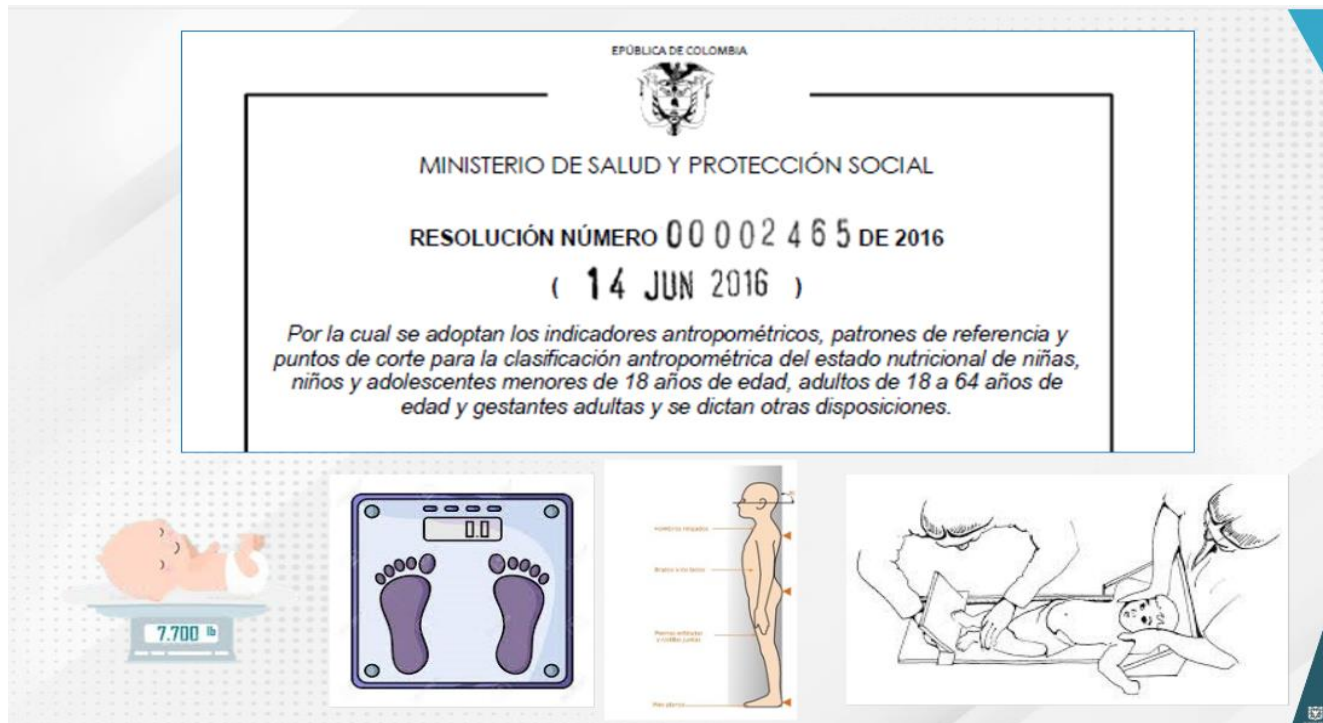 EPÚBLICA DE COLOMBIA
MINISTERIO DE SALUD Y PROTECCIÓN SOCIAL
RESOLUCIÓN NÚMERO 00002465 DE 2016
( 14 JUN 2016 )
Por la cual se adoptan los indicadores antropométricos, patrones de referencia y
puntos de corte para la clasificación antropométrica del estado nutricional de niñas,
niños y adolescentes menores de 18 años de edad, adultos de 18 a 64 años de
edad y gestantes adultas y se dictan otras disposiciones.
7.700 lb
0.0